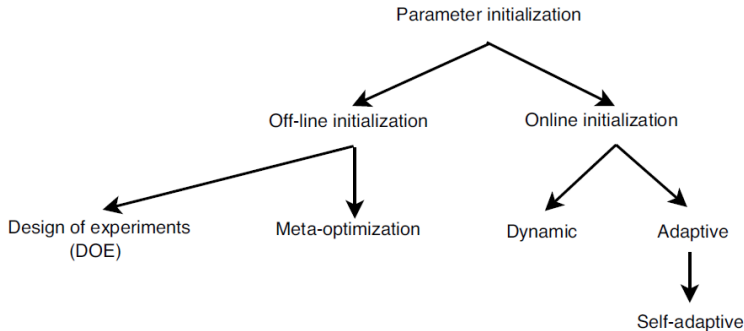 Parameter initialization
Off-line initialization
Online initialization
Design of experiments
(DOE)
Meta-optimization
Dynamic
Adaptive
Self-adaptive